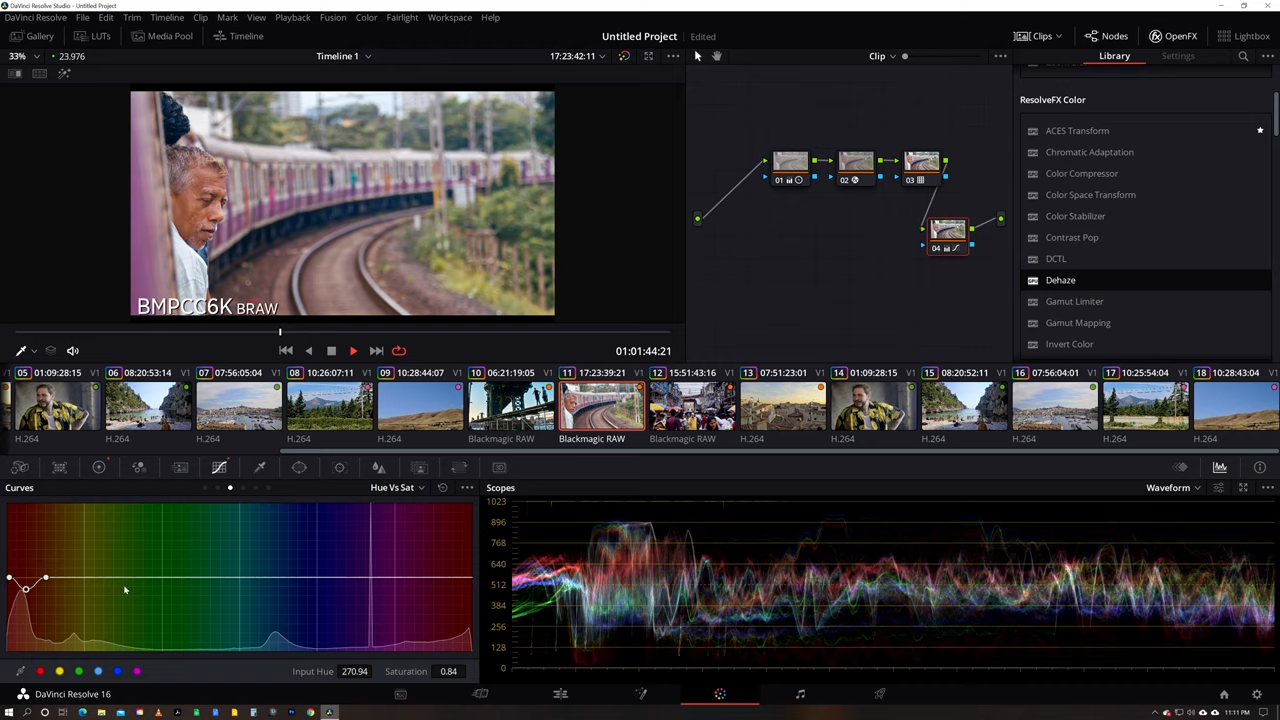 DaVinci Resolve Studio - Untitled Project
DaVinci Resolve File Edit Trim Timeline Clip Mark View Playback Fusion Color Fairlight Workspace Help
Gallery LUTs Media Pool Timeline Untitled Project Edited Clips Nodes OpenFX Lightbox
33% 23.976 Timeline 1 17:23:42:11 Clip Library Settings
ResolveFX Color
ACES Transform
Chromatic Adaptation
Color Compressor
Color Space Transform
Color Stabilizer
Contrast Pop
DCTL
Dehaze
Gamut Limiter
Gamut Mapping
Invert Color
01 02 03
04
BMPCC6K BRAW
01:01:44:21
05 01:09:28:15 V1 06 08:20:53:14 V1 07 07:56:05:04 V1 08 10:26:07:11 V1 09 10:28:44:07 V1 10 06:21:19:05 V1 11 17:23:39:21 V1 12 15:51:43:16 V1 13 07:51:23:01 V1 14 01:09:28:15 V1 15 08:20:52:11 V1 16 07:56:04:01 V1 17 10:25:54:04 V1 18 10:28:43:04 V1
H.264 H.264 H.264 H.264 H.264 Blackmagic RAW Blackmagic RAW Blackmagic RAW H.264 H.264 H.264 H.264 H.264 H.264
Curves Hue Vs Sat Scopes Waveform
1023
896
768
640
512
384
256
128
0
Input Hue 270.94 Saturation 0.84
DaVinci Resolve 16
11:11 PM